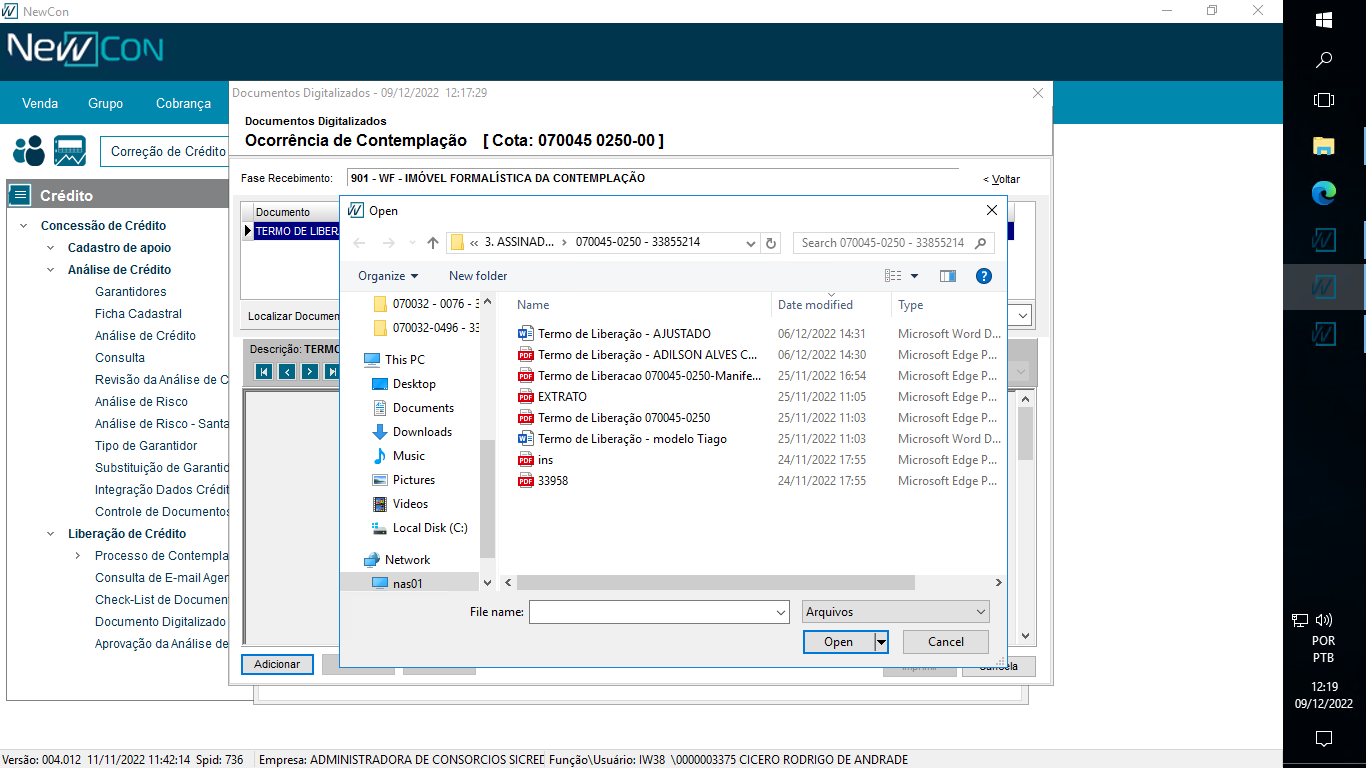 NewCon
NewCon
Venda Grupo Cobrança
Documentos Digitalizados - 09/12/2022 12:17:29
Documentos Digitalizados
Ocorrência de Contemplação [ Cota: 070045 0250-00 ]
Correção de Crédito
Fase Recebimento: 901 - WF - IMÓVEL FORMALÍSTICA DA CONTEMPLAÇÃO < Voltar
Crédito
Concessão de Crédito
Cadastro de apoio
Análise de Crédito
Garantidores
Ficha Cadastral
Análise de Crédito
Consulta
Revisão da Análise de C
Análise de Risco
Análise de Risco - Santa
Tipo de Garantidor
Substituição de Garantid
Integração Dados Crédit
Controle de Documentos
Liberação de Crédito
Processo de Contempla
Consulta de E-mail Agen
Check-List de Documen
Documento Digitalizado
Aprovação da Análise de
Documento
TERMO DE LIBER
Localizar Documen
Descrição: TERMO
Open
« 3. ASSINAD... › 070045-0250 - 33855214
Search 070045-0250 - 33855214
Organize New folder
070032 - 0076 - 3
070032-0496 - 33
This PC
Desktop
Documents
Downloads
Music
Pictures
Videos
Local Disk (C:)
Network
nas01
Name Date modified Type
Termo de Liberação - AJUSTADO 06/12/2022 14:31 Microsoft Word D...
Termo de Liberação - ADILSON ALVES C... 06/12/2022 14:30 Microsoft Edge P...
Termo de Liberacao 070045-0250-Manife... 25/11/2022 16:54 Microsoft Edge P...
EXTRATO 25/11/2022 11:05 Microsoft Edge P...
Termo de Liberação 070045-0250 25/11/2022 11:03 Microsoft Edge P...
Termo de Liberação - modelo Tiago 25/11/2022 11:03 Microsoft Word D...
ins 24/11/2022 17:55 Microsoft Edge P...
33958 24/11/2022 17:55 Microsoft Edge P...
File name: Arquivos
Open Cancel
Adicionar Imprimir Cancela
POR
PTB
12:19
09/12/2022
Versão: 004.012 11/11/2022 11:42:14 Spid: 736 Empresa: ADMINISTRADORA DE CONSORCIOS SICRED Função\Usuário: IW38 \0000003375 CICERO RODRIGO DE ANDRADE